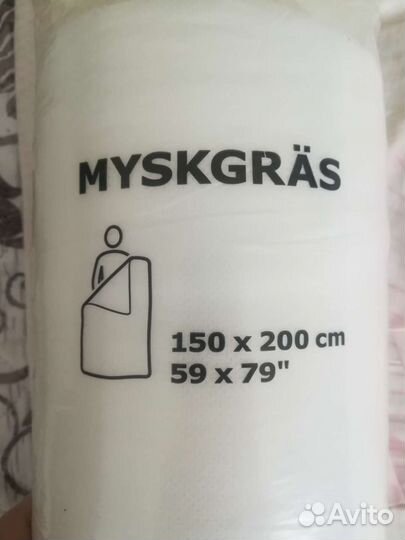 MYSKGRÄS
150 x 200 cm
59 x 79"
Avito